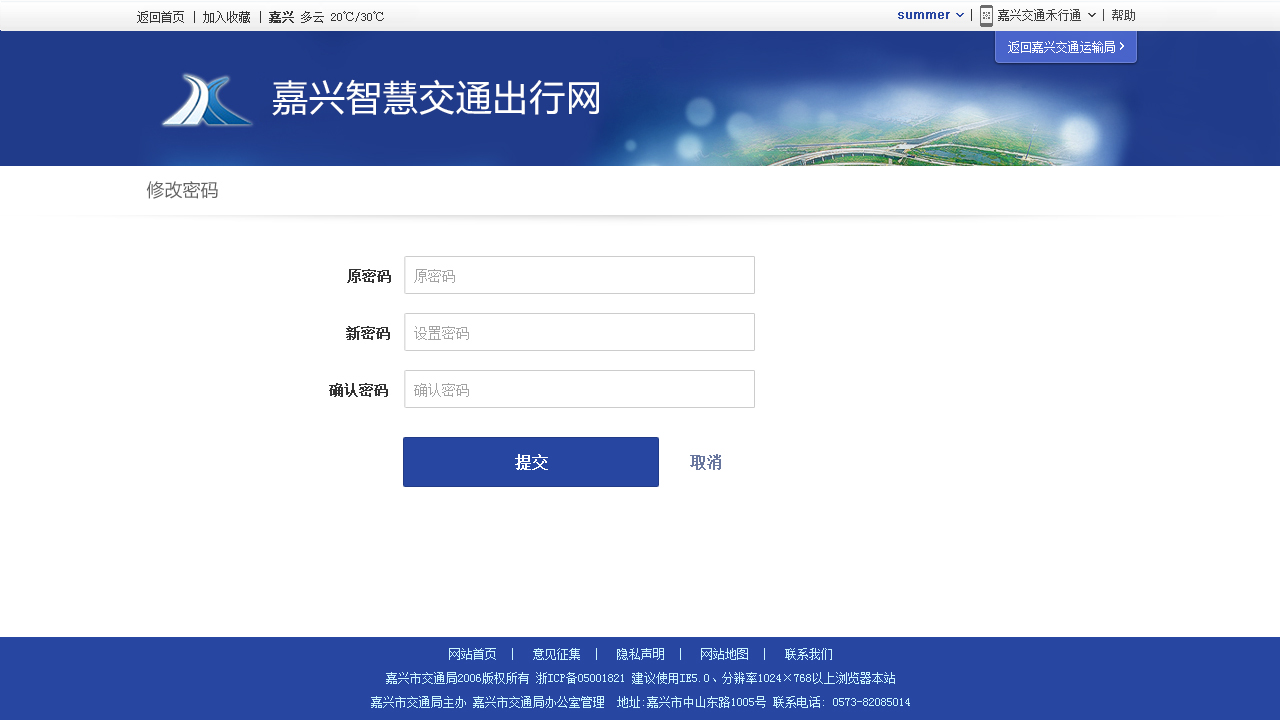 返回首页 | 加入收藏 | 嘉兴 多云 20℃/30℃ summer | 嘉兴交通禾行通 | 帮助
返回嘉兴交通运输局
嘉兴智慧交通出行网
修改密码
原密码 原密码
新密码 设置密码
确认密码 确认密码
提交 取消
网站首页 | 意见征集 | 隐私声明 | 网站地图 | 联系我们
嘉兴市交通局2006版权所有 浙ICP备05001821 建议使用IE5.0、分辨率1024×768以上浏览器本站
嘉兴市交通局主办 嘉兴市交通局办公室管理 地址:嘉兴市中山东路1005号 联系电话: 0573-82085014